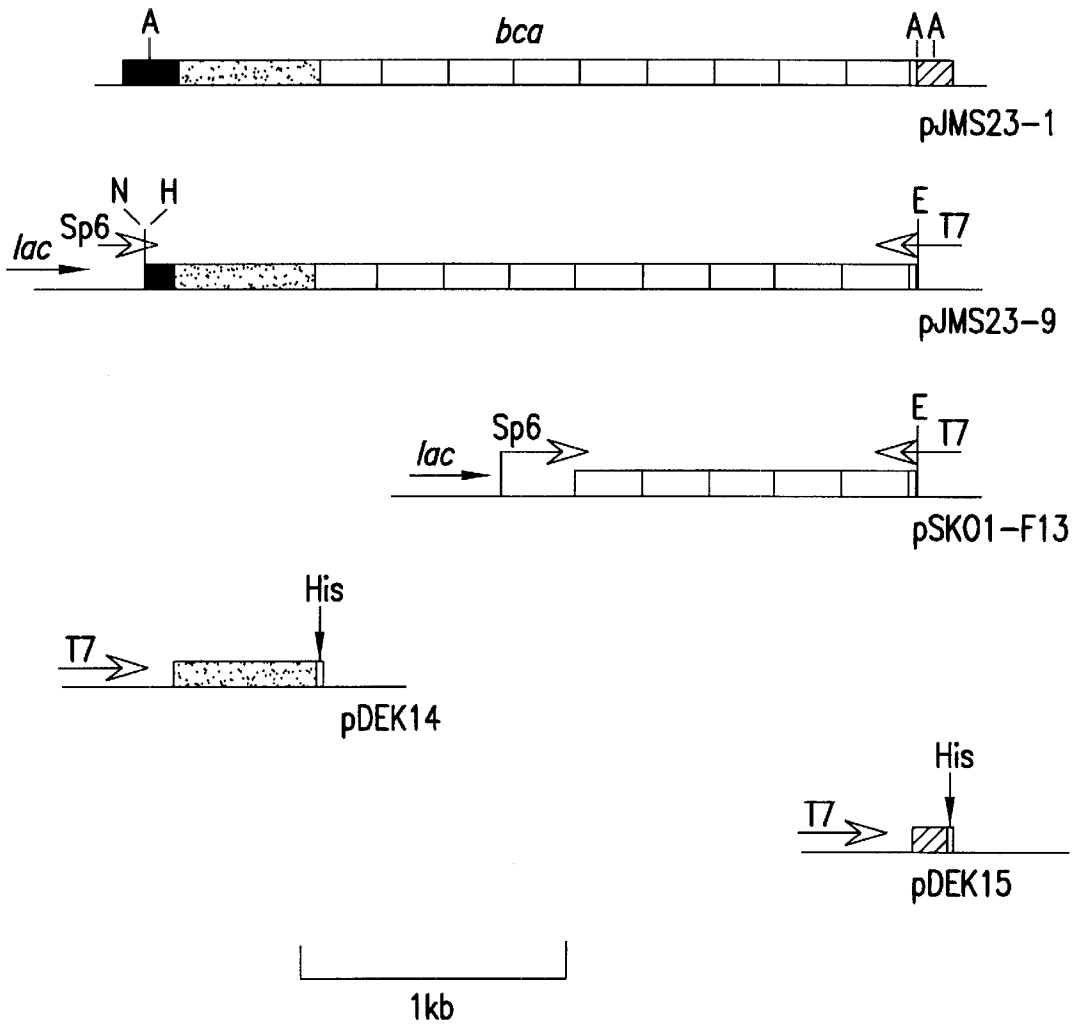 A bca A A
pJMS23-1
N H E
Sp6 T7
lac
pJMS23-9
E
Sp6 T7
lac
pSK01-F13
His
T7
pDEK14
His
T7
pDEK15
1kb